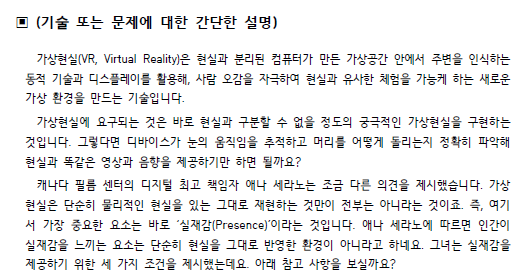 ▣ (기술 또는 문제에 대한 간단한 설명)
가상현실(VR, Virtual Reality)은 현실과 분리된 컴퓨터가 만든 가상공간 안에서 주변을 인식하는
동적 기술과 디스플레이를 활용해, 사람 오감을 자극하여 현실과 유사한 체험을 가능케 하는 새로운
가상 환경을 만드는 기술입니다.
가상현실에 요구되는 것은 바로 현실과 구분할 수 없을 정도의 궁극적인 가상현실을 구현하는
것입니다. 그렇다면 디바이스가 눈의 움직임을 추적하고 머리를 어떻게 돌리는지 정확히 파악해
현실과 똑같은 영상과 음향을 제공하기만 하면 될까요?
캐나다 필름 센터의 디지털 최고 책임자 애나 세라노는 조금 다른 의견을 제시했습니다. 가상
현실은 단순히 물리적인 현실을 있는 그대로 재현하는 것만이 전부는 아니라는 것이죠. 즉, 여기
서 가장 중요한 요소는 바로 '실재감(Presence)'이라는 것입니다. 애나 세라노에 따르면 인간이
실재감을 느끼는 요소는 단순히 현실을 그대로 반영한 환경이 아니라고 하네요. 그녀는 실재감을
제공하기 위한 세 가지 조건을 제시했는데요. 아래 참고 사항을 보실까요?